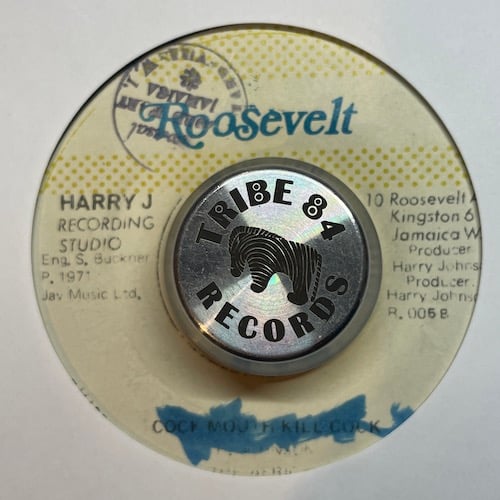 Roosevelt
JAMAICA
HARRY J
RECORDING
STUDIO
Eng. S. Buckner
P. 1971
Jay Music Ltd.
TRIBE 84
RECORDS
10 Roosevelt A
Kingston 6
Jamaica W
Producer
Harry Johns
Producer.
Harry Johns
R. 005 B
COCK MOUTH KILL COCK